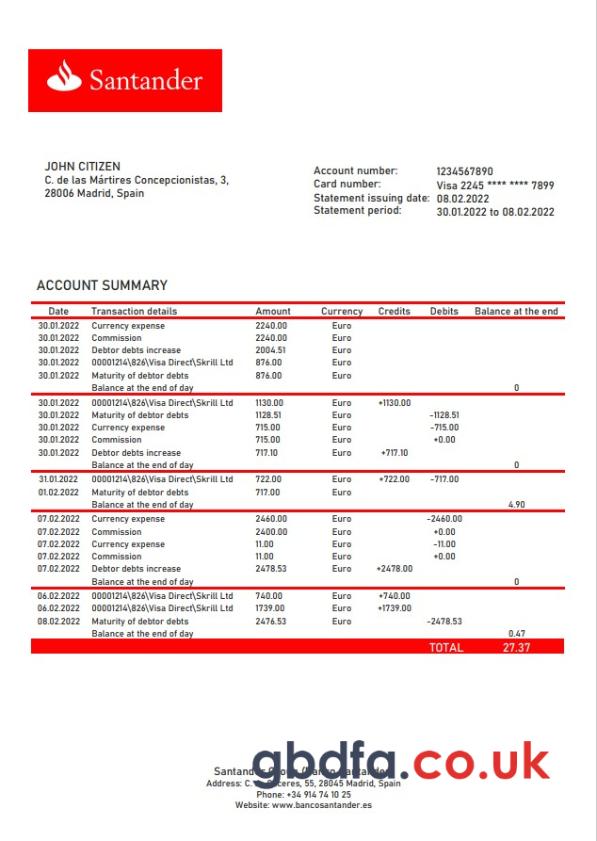 Santander
JOHN CITIZEN
C. de las Mártires Concepcionistas, 3,
28006 Madrid, Spain
Account number: 1234567890
Card number: Visa 2245 **** **** 7899
Statement issuing date: 08.02.2022
Statement period: 30.01.2022 to 08.02.2022
ACCOUNT SUMMARY
Date Transaction details Amount Currency Credits Debits Balance at the end
30.01.2022 Currency expense 2240.00 Euro
30.01.2022 Commission 2240.00 Euro
30.01.2022 Debtor debts increase 2004.51 Euro
30.01.2022 00001214\826\Visa Direct\Skrill Ltd 876.00 Euro
30.01.2022 Maturity of debtor debts 876.00 Euro
Balance at the end of day 0
30.01.2022 00001214\826\Visa Direct\Skrill Ltd 1130.00 Euro +1130.00
30.01.2022 Maturity of debtor debts 1128.51 Euro -1128.51
30.01.2022 Currency expense 715.00 Euro -715.00
30.01.2022 Commission 715.00 Euro +0.00
30.01.2022 Debtor debts increase 717.10 Euro +717.10
Balance at the end of day 0
31.01.2022 00001214\826\Visa Direct\Skrill Ltd 722.00 Euro +722.00 -717.00
01.02.2022 Maturity of debtor debts 717.00 Euro
Balance at the end of day 4.90
07.02.2022 Currency expense 2460.00 Euro -2460.00
07.02.2022 Commission 2400.00 Euro +0.00
07.02.2022 Currency expense 11.00 Euro -11.00
07.02.2022 Commission 11.00 Euro +0.00
07.02.2022 Debtor debts increase 2478.53 Euro +2478.00
Balance at the end of day 0
06.02.2022 00001214\826\Visa Direct\Skrill Ltd 740.00 Euro +740.00
06.02.2022 00001214\826\Visa Direct\Skrill Ltd 1739.00 Euro +1739.00
08.02.2022 Maturity of debtor debts 2476.53 Euro -2478.53
Balance at the end of day 0.47
TOTAL 27.37
abdfa.co.uk
Santander
Address: C. 55, 28045 Madrid, Spain
Phone: +34 914 74 10 25
Website: www.bancosantander.es